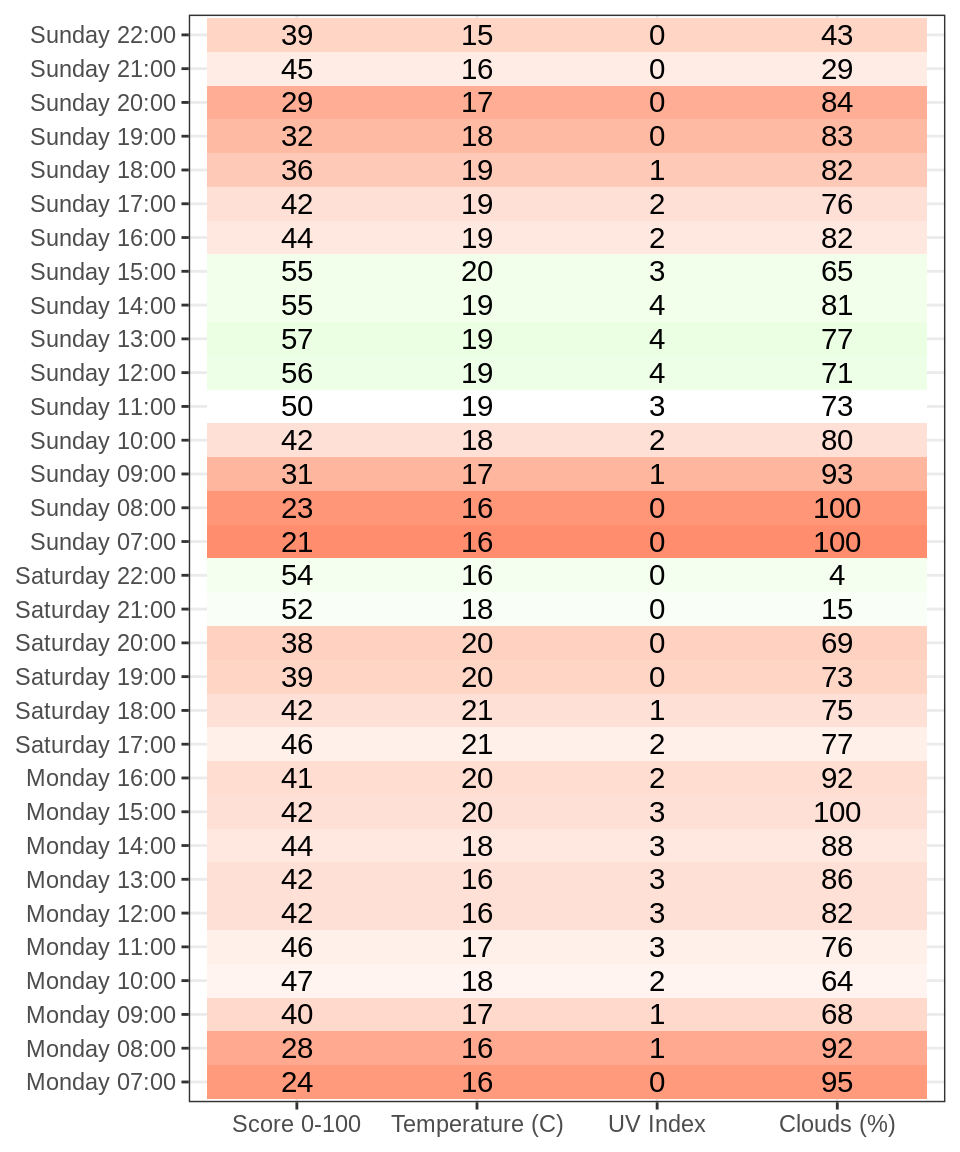 Sunday 22:00 39 15 0 43
Sunday 21:00 45 16 0 29
Sunday 20:00 29 17 0 84
Sunday 19:00 32 18 0 83
Sunday 18:00 36 19 1 82
Sunday 17:00 42 19 2 76
Sunday 16:00 44 19 2 82
Sunday 15:00 55 20 3 65
Sunday 14:00 55 19 4 81
Sunday 13:00 57 19 4 77
Sunday 12:00 56 19 4 71
Sunday 11:00 50 19 3 73
Sunday 10:00 42 18 2 80
Sunday 09:00 31 17 1 93
Sunday 08:00 23 16 0 100
Sunday 07:00 21 16 0 100
Saturday 22:00 54 16 0 4
Saturday 21:00 52 18 0 15
Saturday 20:00 38 20 0 69
Saturday 19:00 39 20 0 73
Saturday 18:00 42 21 1 75
Saturday 17:00 46 21 2 77
Monday 16:00 41 20 2 92
Monday 15:00 42 20 3 100
Monday 14:00 44 18 3 88
Monday 13:00 42 16 3 86
Monday 12:00 42 16 3 82
Monday 11:00 46 17 3 76
Monday 10:00 47 18 2 64
Monday 09:00 40 17 1 68
Monday 08:00 28 16 1 92
Monday 07:00 24 16 0 95
Score 0-100 Temperature (C) UV Index Clouds (%)